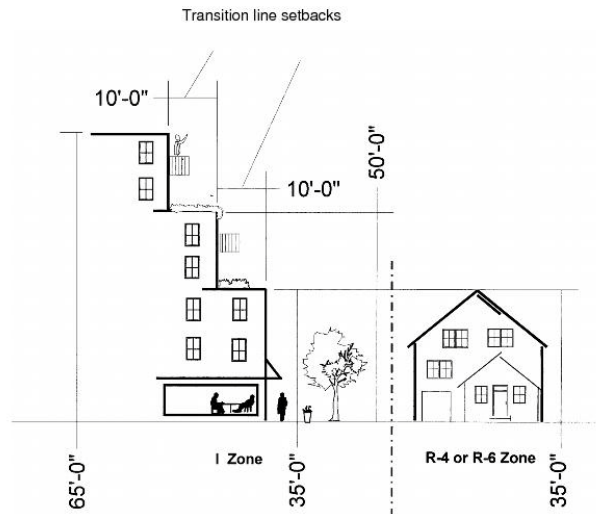 Transition line setbacks
10'-0"
10'-0"
50'-0"
I Zone
R-4 or R-6 Zone
65'-0"
35'-0"
35'-0"